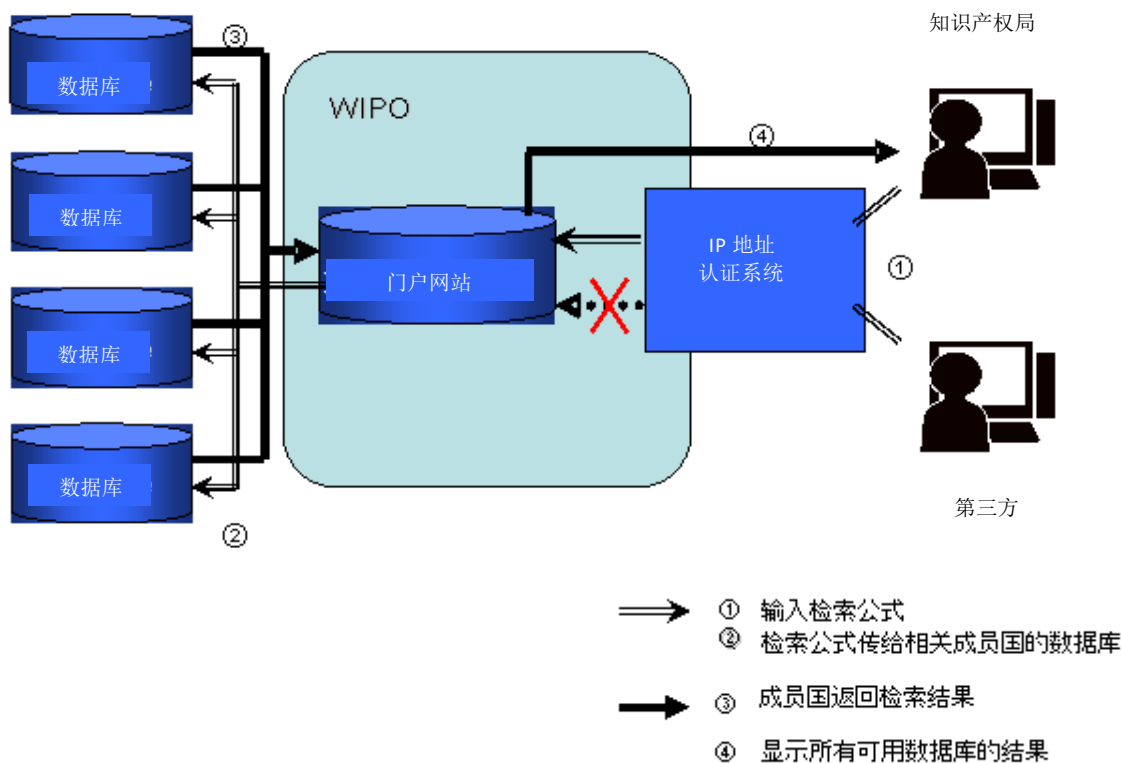 知识产权局
③
数据库
WIPO
④
数据库
IP 地址
认证系统
门户网站
①
数据库
数据库
第三方
②
① 输入检索公式
② 检索公式传给相关成员国的数据库
③ 成员国返回检索结果
④ 显示所有可用数据库的结果